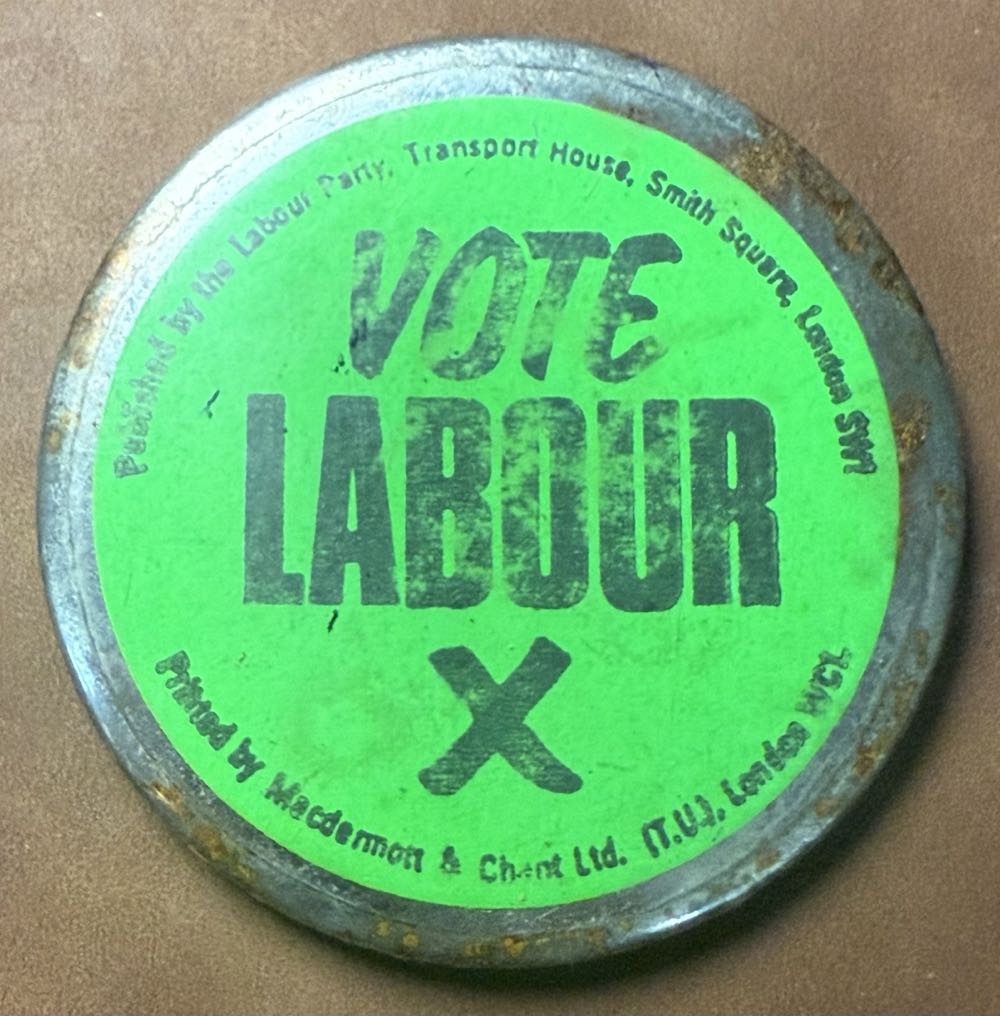 Published by the Labour Party, Transport House, Smith Square, London SW1
VOTE
LABOUR
X
Printed by Macdermott & Chant Ltd. (T.U.), London WC1